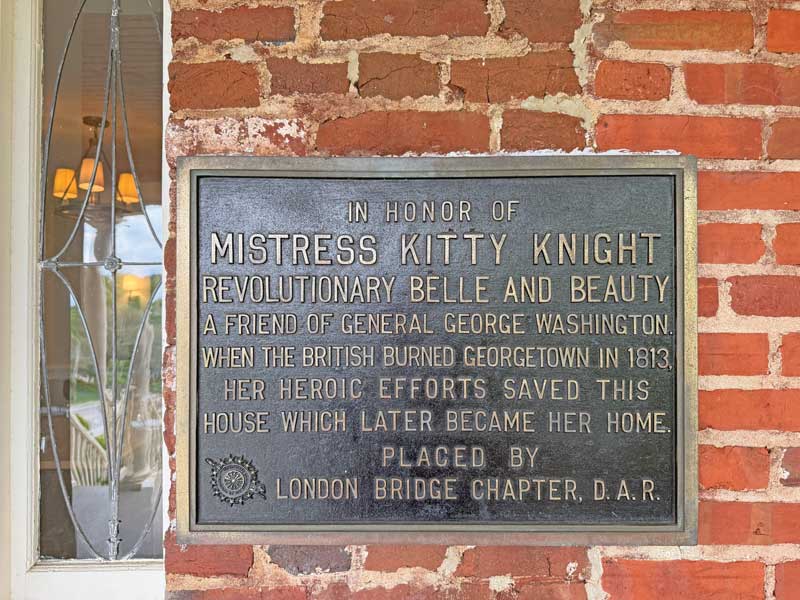 IN HONOR OF
MISTRESS KITTY KNIGHT
REVOLUTIONARY BELLE AND BEAUTY
A FRIEND OF GENERAL GEORGE WASHINGTON.
WHEN THE BRITISH BURNED GEORGETOWN IN 1813,
HER HEROIC EFFORTS SAVED THIS
HOUSE WHICH LATER BECAME HER HOME.
PLACED BY
LONDON BRIDGE CHAPTER, D.A.R.